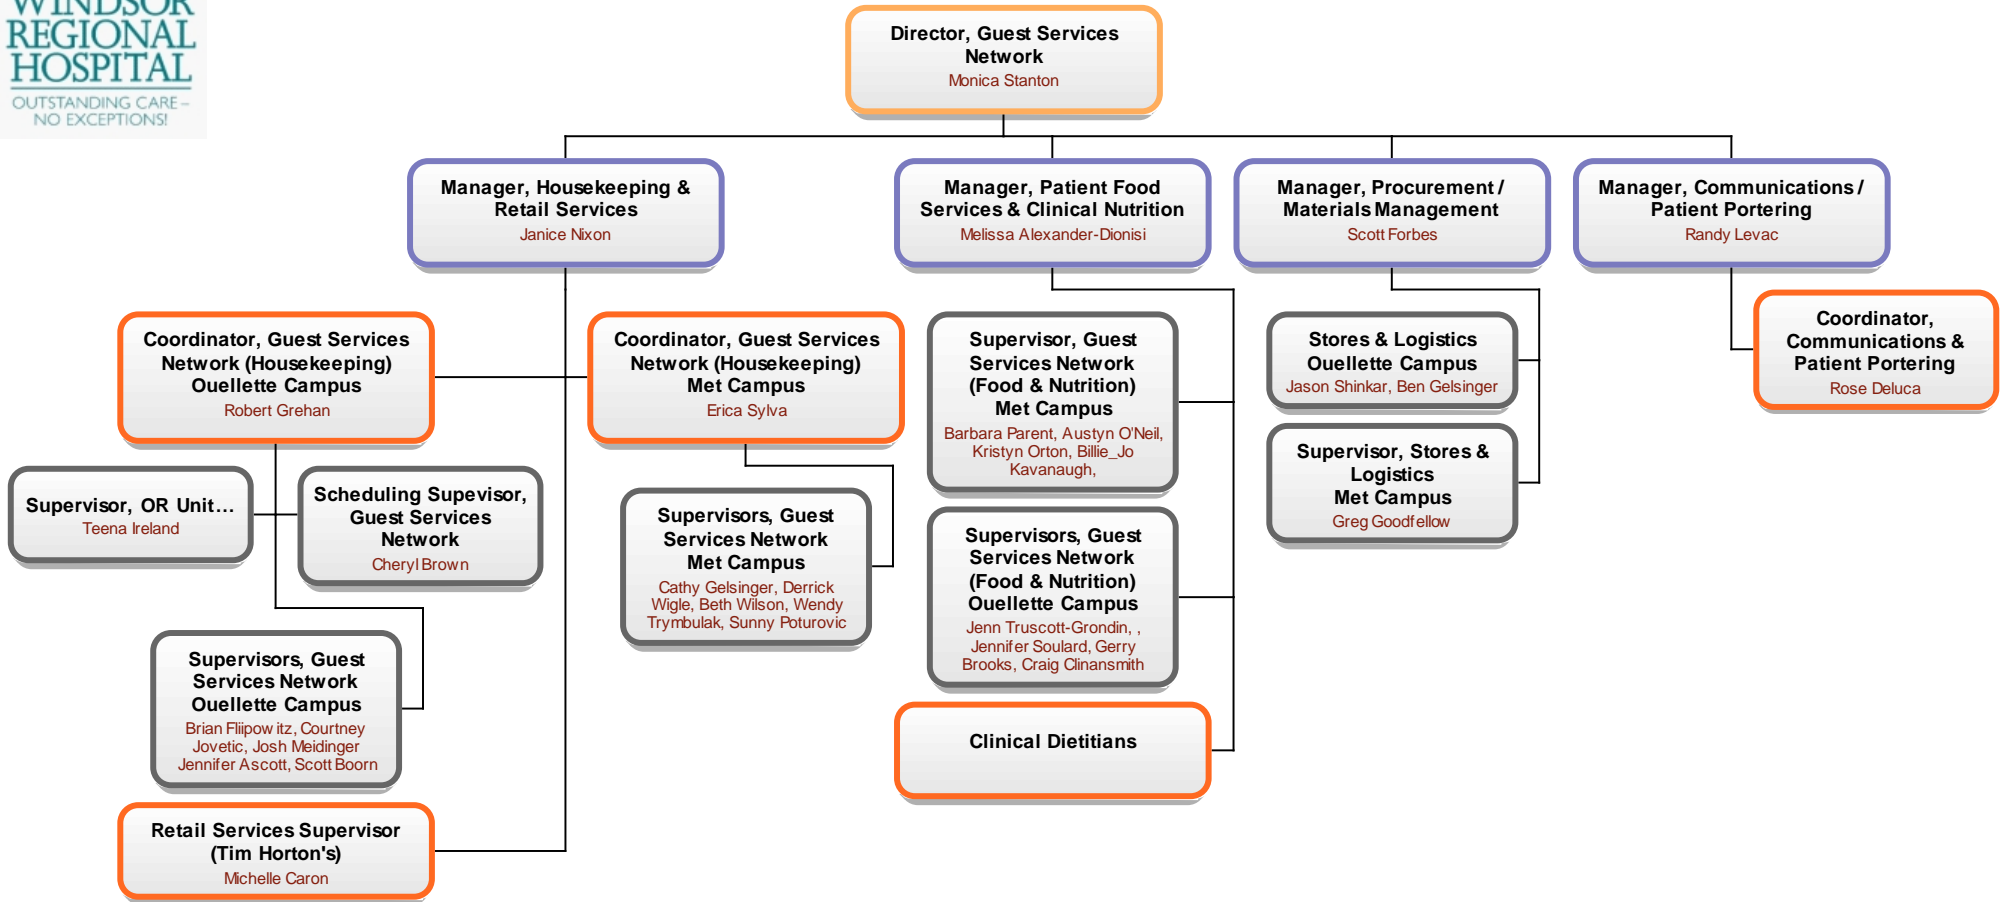 WINDSOR
REGIONAL
HOSPITAL
OUTSTANDING CARE –
NO EXCEPTIONS!
Director, Guest Services
Network
Monica Stanton
Manager, Housekeeping &
Retail Services
Janice Nixon
Manager, Patient Food
Services & Clinical Nutrition
Melissa Alexander-Dionisi
Manager, Procurement /
Materials Management
Scott Forbes
Manager, Communications /
Patient Portering
Randy Levac
Coordinator, Guest Services
Network (Housekeeping)
Ouellette Campus
Robert Grehan
Coordinator, Guest Services
Network (Housekeeping)
Met Campus
Erica Sylva
Supervisor, Guest
Services Network
(Food & Nutrition)
Met Campus
Barbara Parent, Austyn O'Neil,
Kristyn Orton, Billie_Jo
Kavanaugh,
Stores & Logistics
Ouellette Campus
Jason Shinkar, Ben Gelsinger
Coordinator,
Communications &
Patient Portering
Rose Deluca
Supervisor, Stores &
Logistics
Met Campus
Greg Goodfellow
Supervisor, OR Unit...
Teena Ireland
Scheduling Supevisor,
Guest Services
Network
Cheryl Brown
Supervisors, Guest
Services Network
Met Campus
Cathy Gelsinger, Derrick
Wigle, Beth Wilson, Wendy
Trymbulak, Sunny Poturovic
Supervisors, Guest
Services Network
(Food & Nutrition)
Ouellette Campus
Jenn Truscott-Grondin, ,
Jennifer Soulard, Gerry
Brooks, Craig Clinansmith
Supervisors, Guest
Services Network
Ouellette Campus
Brian Fliipowitz, Courtney
Jovetic, Josh Meidinger
Jennifer Ascott, Scott Boorn
Clinical Dietitians
Retail Services Supervisor
(Tim Horton's)
Michelle Caron